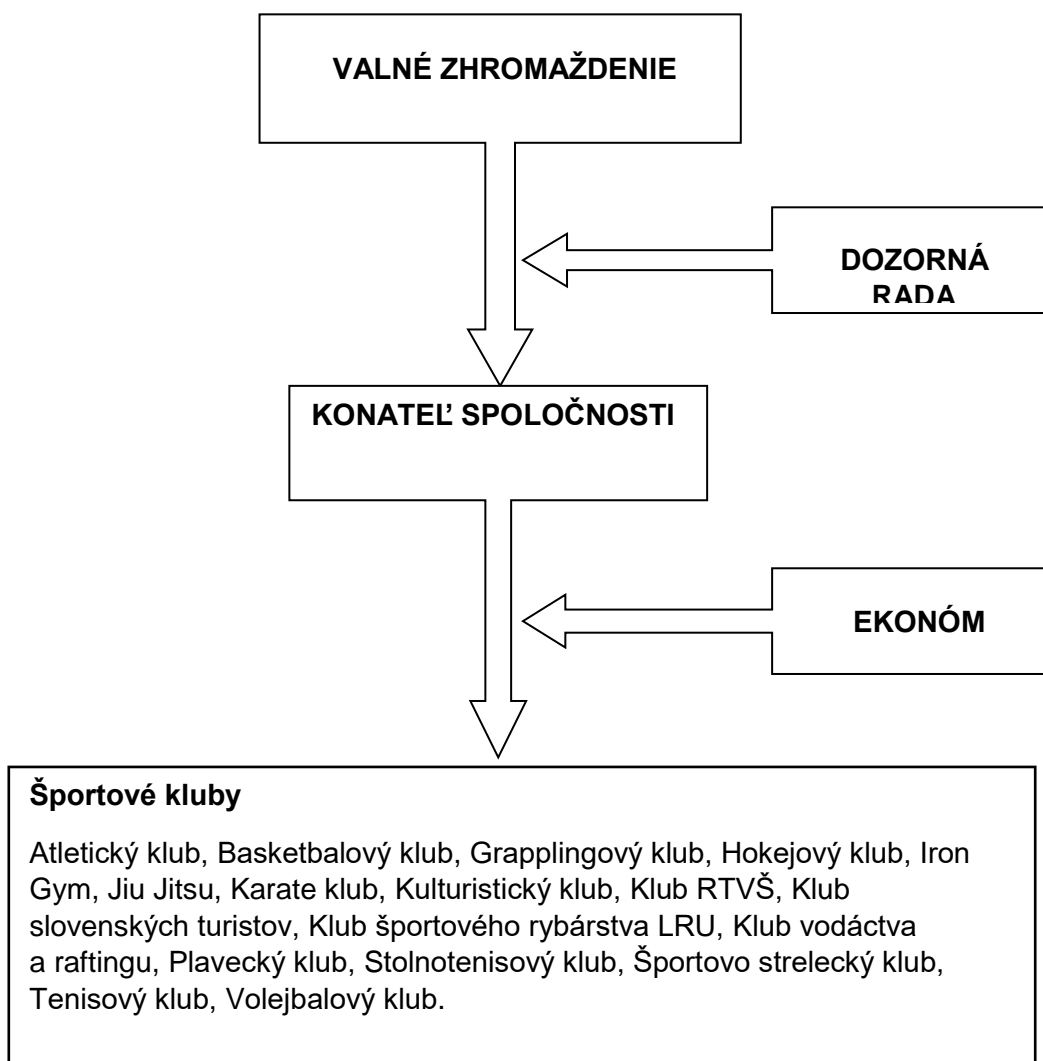 VALNÉ ZHROMAŽDENIE
DOZORNÁ
RADA
KONATEĽ SPOLOČNOSTI
EKONÓM
Športové kluby
Atletický klub, Basketbalový klub, Grapplingový klub, Hokejový klub, Iron
Gym, Jiu Jitsu, Karate klub, Kulturistický klub, Klub RTVŠ, Klub
slovenských turistov, Klub športového rybárstva LRU, Klub vodáctva
a raftingu, Plavecký klub, Stolnotenisový klub, Športovo strelecký klub,
Tenisový klub, Volejbalový klub.